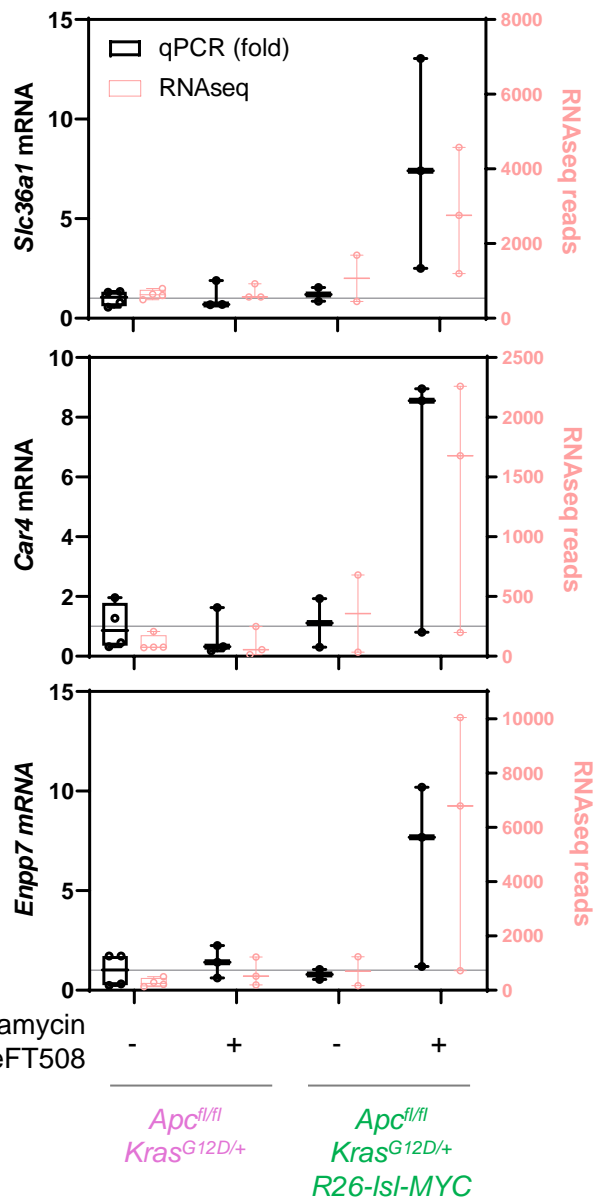 15
10
5
0
Slc36a1 mRNA
qPCR (fold)
RNAseq
8000
6000
4000
2000
0
RNAseq reads
10
8
6
4
2
0
Car4 mRNA
2500
2000
1500
1000
500
0
RNAseq reads
15
10
5
0
Enpp7 mRNA
10000
8000
6000
4000
2000
0
RNAseq reads
amycin
eFT508
- + - +
Apcfl/fl
KrasG12D/+
Apcfl/fl
KrasG12D/+
R26-lsl-MYC